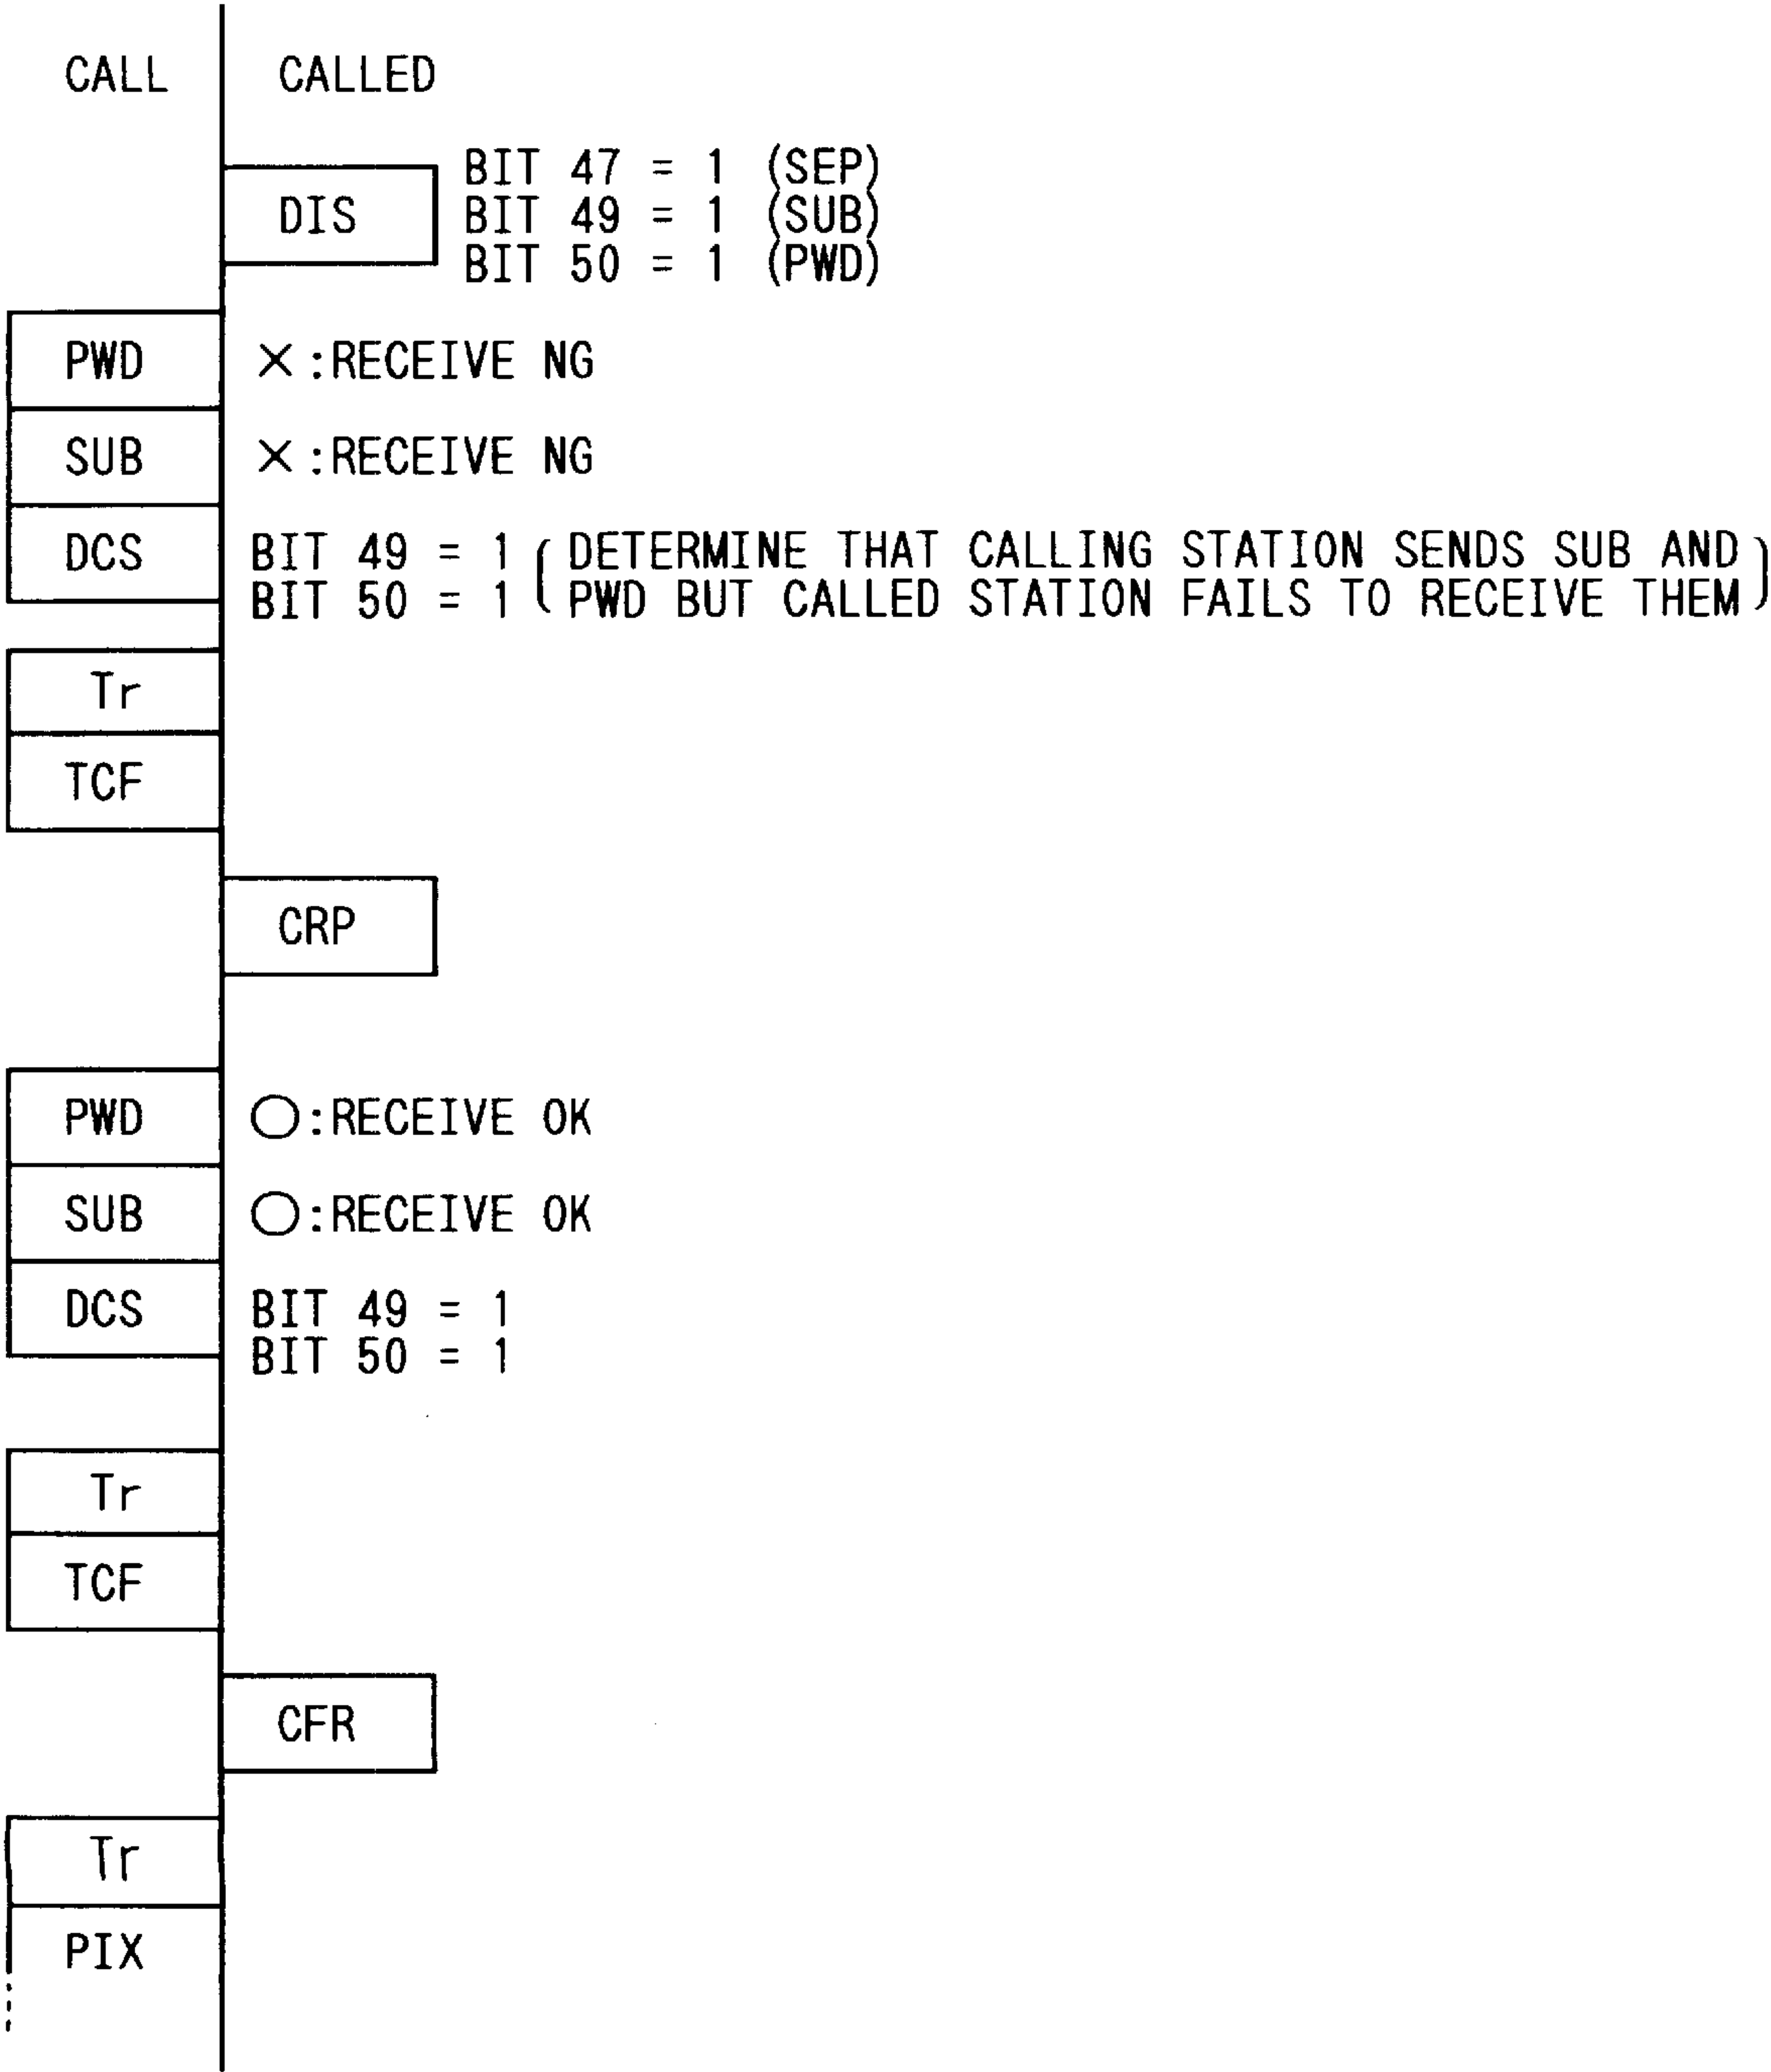 CALL CALLED
DIS BIT 47 = 1 (SEP)
BIT 49 = 1 (SUB)
BIT 50 = 1 (PWD)
PWD ×:RECEIVE NG
SUB ×:RECEIVE NG
DCS BIT 49 = 1 (DETERMINE THAT CALLING STATION SENDS SUB AND
BIT 50 = 1 PWD BUT CALLED STATION FAILS TO RECEIVE THEM)
Tr
TCF
CRP
PWD ○:RECEIVE OK
SUB ○:RECEIVE OK
DCS BIT 49 = 1
BIT 50 = 1
Tr
TCF
CFR
Tr
PIX